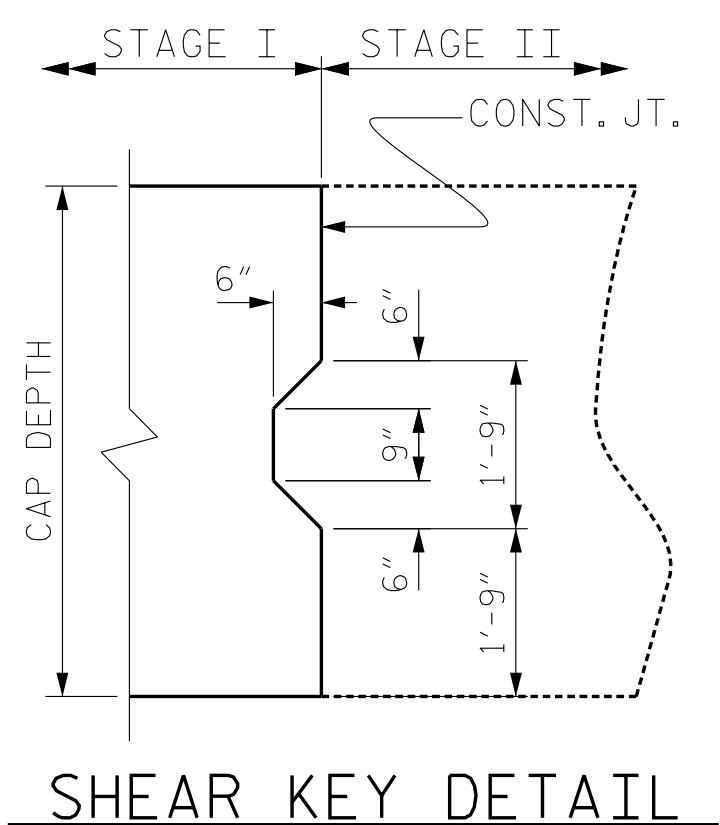 STAGE I
STAGE II
CONST. JT.
6"
6"
CAP DEPTH
9"
1'-9"
6"
1'-9"
SHEAR KEY DETAIL